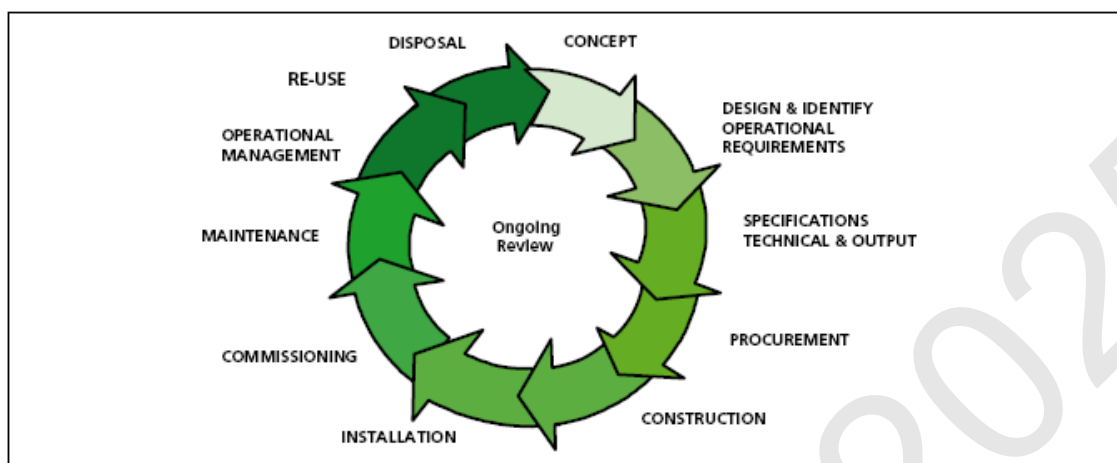 DISPOSAL
CONCEPT
RE-USE
DESIGN & IDENTIFY
OPERATIONAL
REQUIREMENTS
OPERATIONAL
MANAGEMENT
Ongoing
Review
SPECIFICATIONS
TECHNICAL & OUTPUT
MAINTENANCE
PROCUREMENT
COMMISSIONING
CONSTRUCTION
INSTALLATION
202